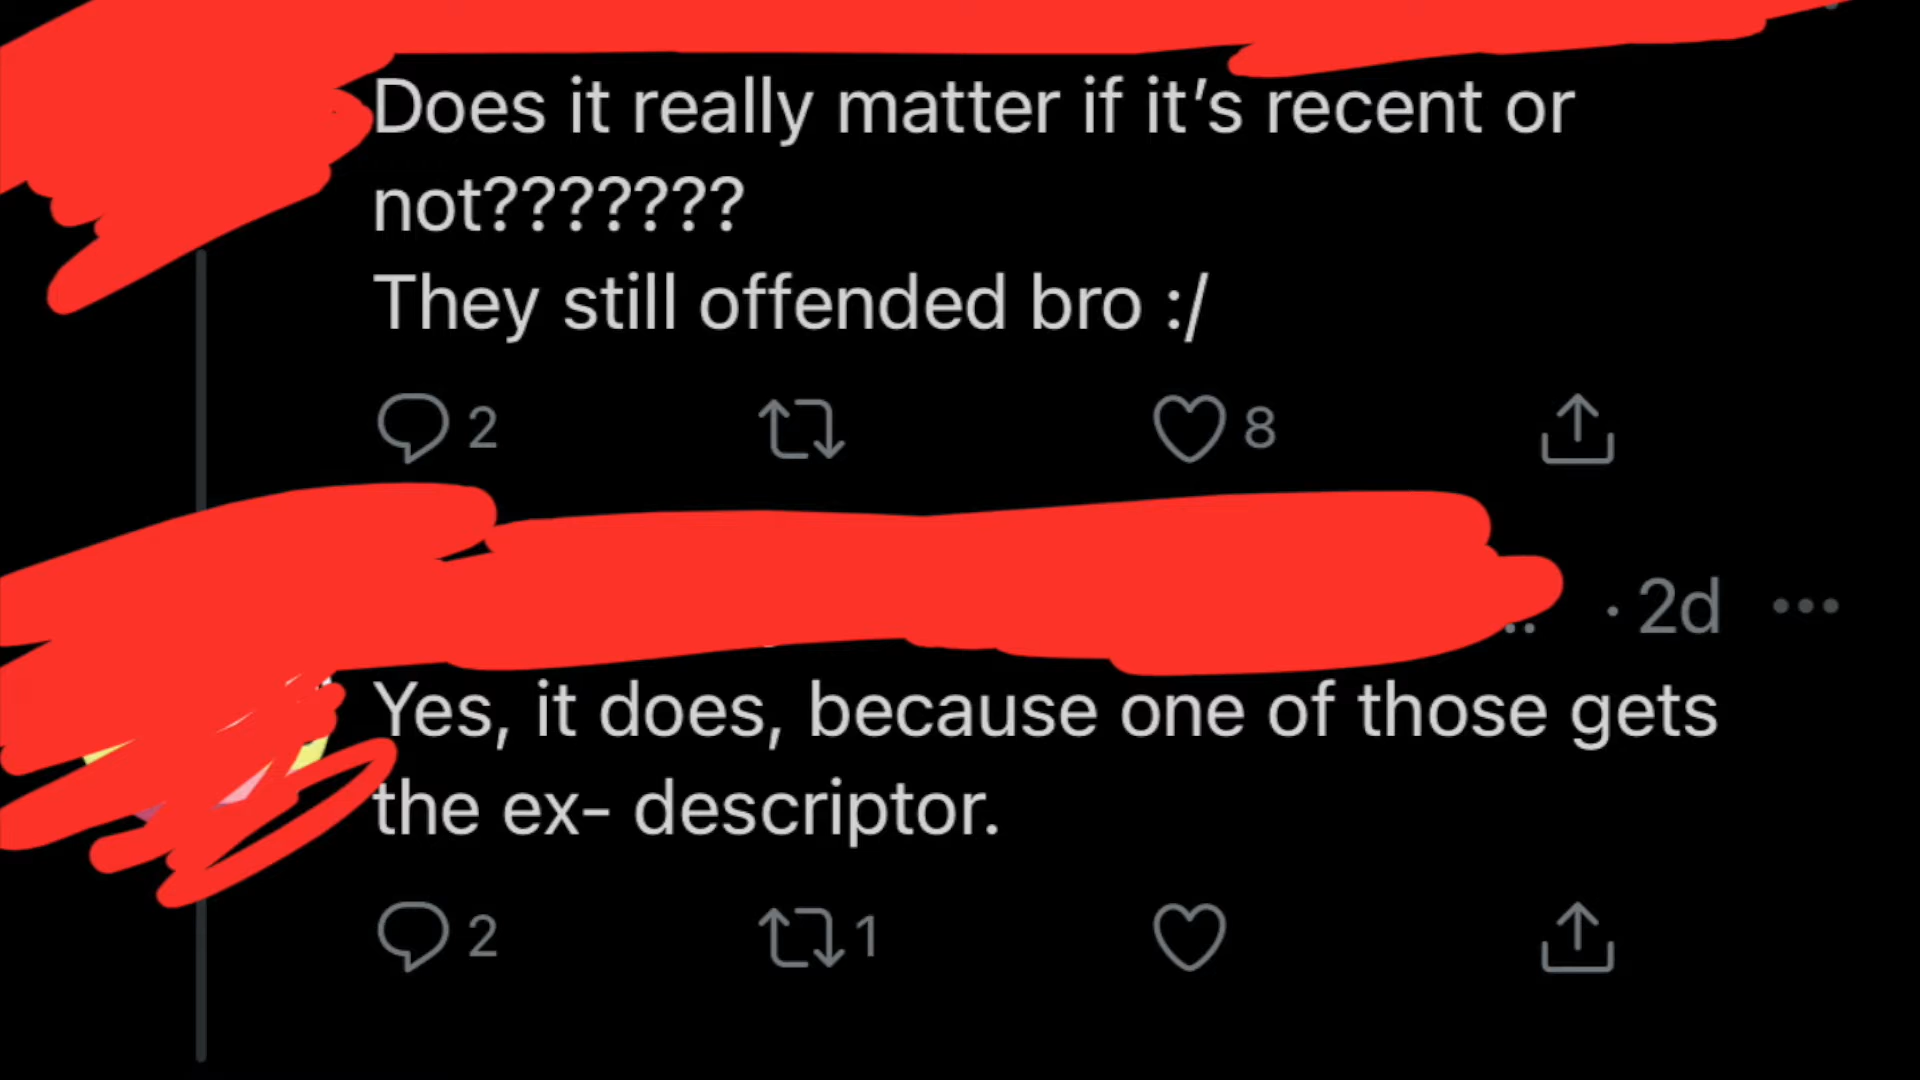 Does it really matter if it’s recent or
not???????
They still offended bro :/
2
8
· 2d
Yes, it does, because one of those gets
the ex- descriptor.
2
1